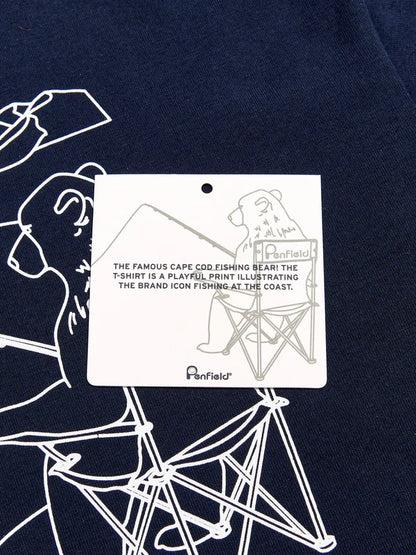 Penfield
THE FAMOUS CAPE COD FISHING BEAR! THE
T-SHIRT IS A PLAYFUL PRINT ILLUSTRATING
THE BRAND ICON FISHING AT THE COAST.
Penfield®